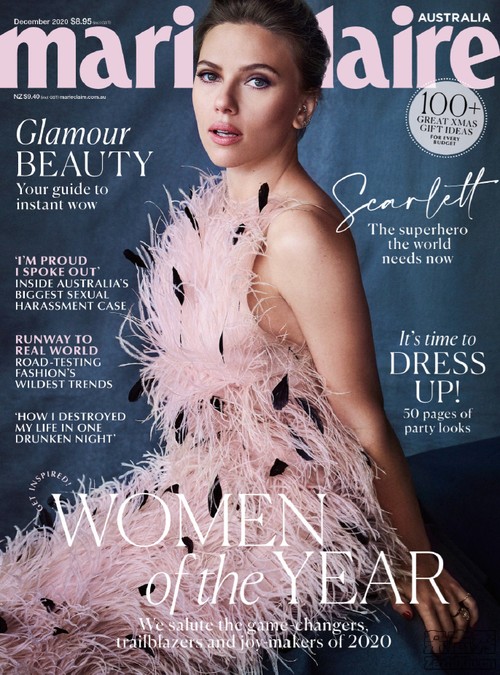 AUSTRALIA
December 2020 $8.95
marie claire
NZ $9.40 marieclaire.com.au
100+
GREAT XMAS
GIFT IDEAS
FOR EVERY
BUDGET
Glamour
BEAUTY
Your guide to
instant wow
Scarlett
The superhero
the world
needs now
'I'M PROUD
I SPOKE OUT'
INSIDE AUSTRALIA'S
BIGGEST SEXUAL
HARASSMENT CASE
RUNWAY TO
REAL WORLD
ROAD-TESTING
FASHION'S
WILDEST TRENDS
It's time to
DRESS
UP!
50 pages of
party looks
'HOW I DESTROYED
MY LIFE IN ONE
DRUNKEN NIGHT'
GET INSPIRED!
WOMEN
of the YEAR
We salute the game-changers,
trailblazers and joy-makers of 2020